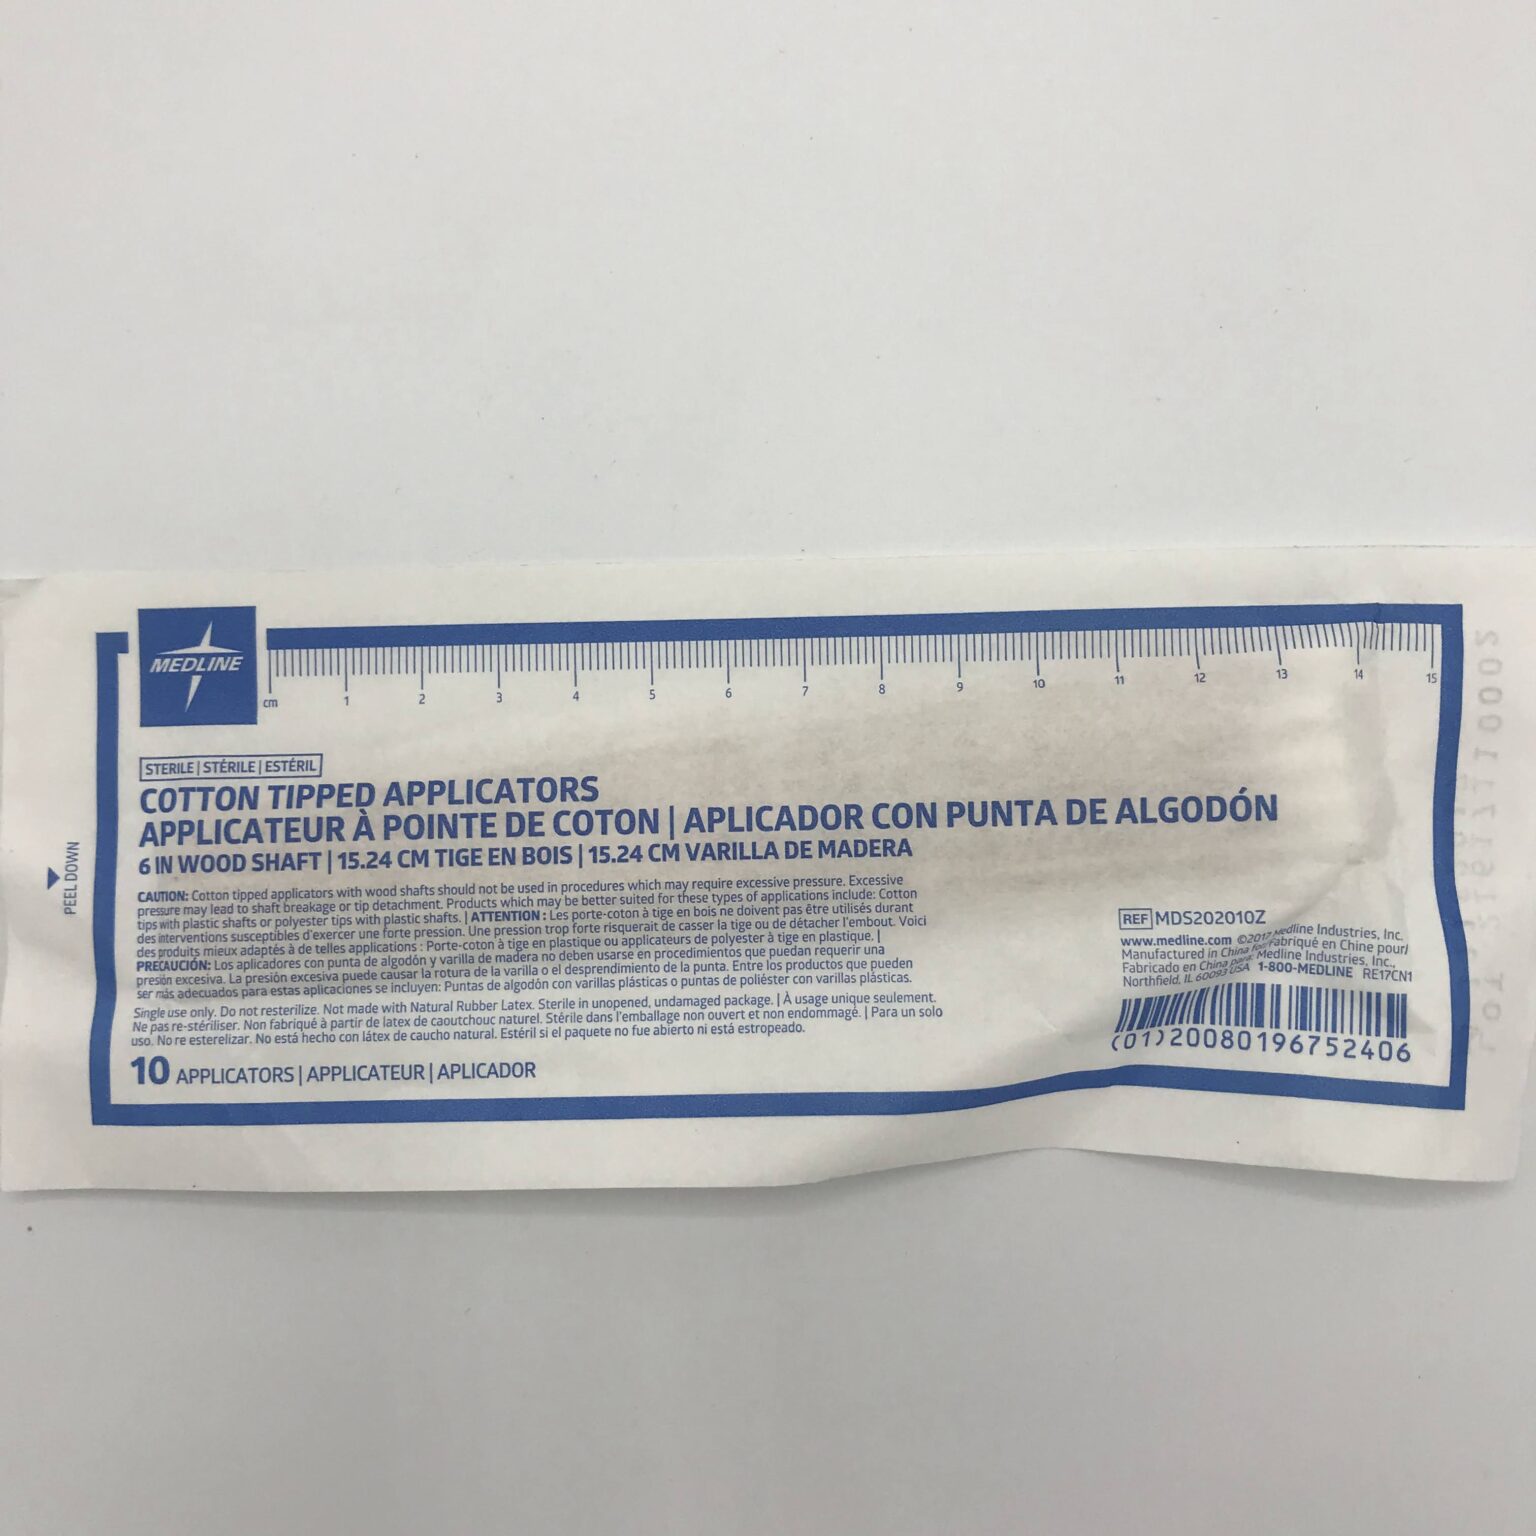 MEDLINE
cm 1 2 3 4 5 6 7 8 9 10 11 12 13 14 15
STERILE | STÉRILE | ESTÉRIL
COTTON TIPPED APPLICATORS
APPLICATEUR À POINTE DE COTON | APLICADOR CON PUNTA DE ALGODÓN
6 IN WOOD SHAFT | 15.24 CM TIGE EN BOIS | 15.24 CM VARILLA DE MADERA
PEEL DOWN
CAUTION: Cotton tipped applicators with wood shafts should not be used in procedures which may require excessive pressure. Excessive
pressure may lead to shaft breakage or tip detachment. Products which may be better suited for these types of applications include: Cotton
tips with plastic shafts or polyester tips with plastic shafts. | ATTENTION : Les porte-coton à tige en bois ne doivent pas être utilisés durant
des interventions susceptibles d'exercer une forte pression. Une pression trop forte risquerait de casser la tige ou de détacher l'embout. Voici
des produits mieux adaptés à de telles applications : Porte-coton à tige en plastique ou applicateurs de polyester à tige en plastique. |
PRECAUCIÓN: Los aplicadores con punta de algodón y varilla de madera no deben usarse en procedimientos que puedan requerir una
presión excesiva. La presión excesiva puede causar la rotura de la varilla o el desprendimiento de la punta. Entre los productos que pueden
ser más adecuados para estas aplicaciones se incluyen: Puntas de algodón con varillas plásticas o puntas de poliéster con varillas plásticas.
Single use only. Do not resterilize. Not made with Natural Rubber Latex. Sterile in unopened, undamaged package. | À usage unique seulement.
Ne pas re-stériliser. Non fabriqué à partir de latex de caoutchouc naturel. Stérile dans l'emballage non ouvert et non endommagé. | Para un solo
uso. No re esterelizar. No está hecho con látex de caucho natural. Estéril si el paquete no fue abierto ni está estropeado.
10 APPLICATORS | APPLICATEUR | APLICADOR
REF MDS202010Z
www.medline.com ©2017 Medline Industries, Inc.
Manufactured in China for/Fabriqué en Chine pour/
Fabricado en China para: Medline Industries, Inc.,
Northfield, IL 60093 USA 1-800-MEDLINE RE17CN1
(01)20080196752406